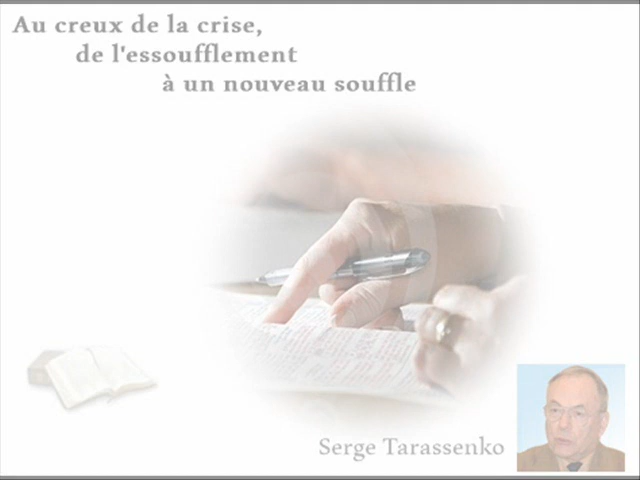 Au creux de la crise,
de l'essoufflement
à un nouveau souffle
Serge Tarassenko